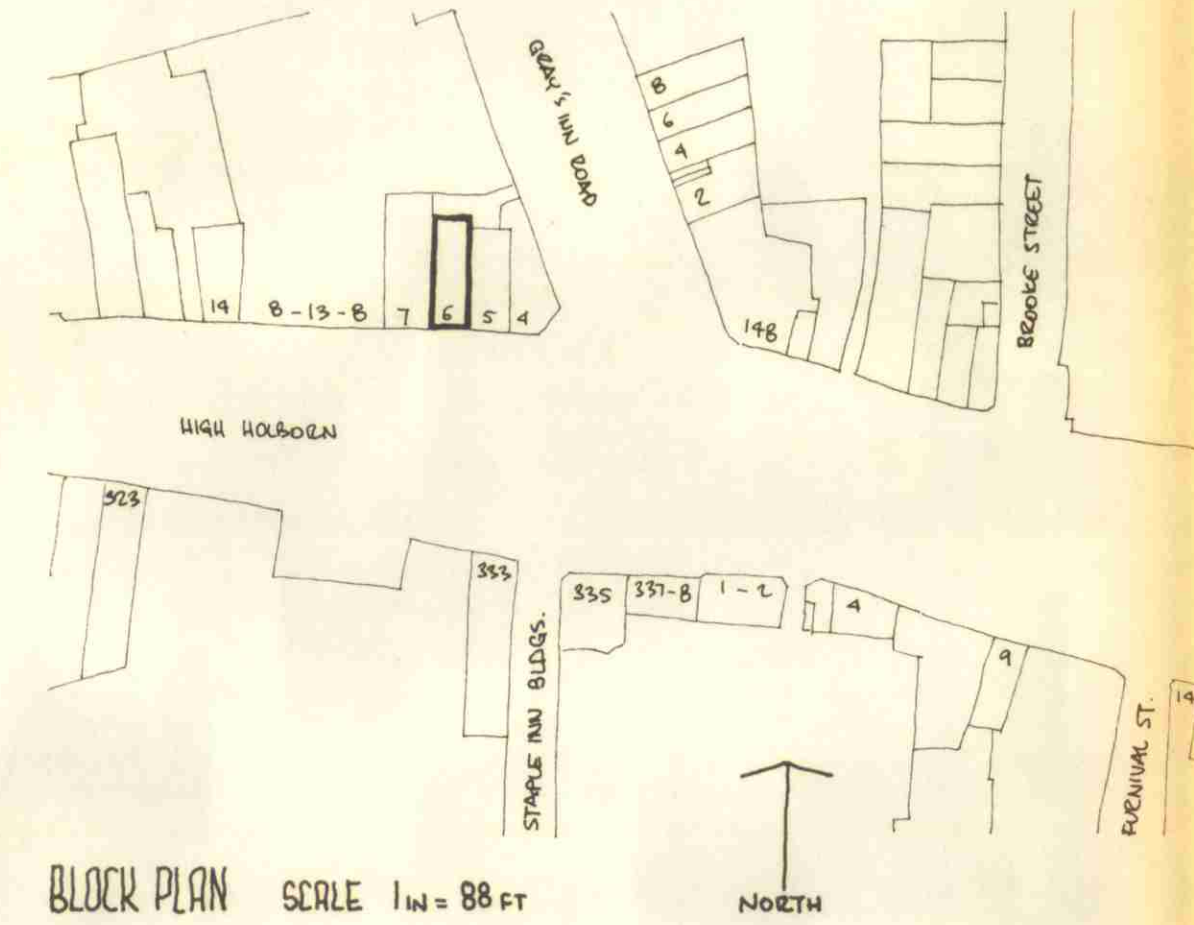 GRAY'S INN ROAD
8
6
4
2
148
BROOKE STREET
14
8-13-8
7
6
5
4
HIGH HOLBORN
323
333
STAPLE INN BLDGS.
335
337-8
1-2
4
9
FURNIVAL ST.
14
BLOCK PLAN SCALE 1 IN = 88 FT
NORTH